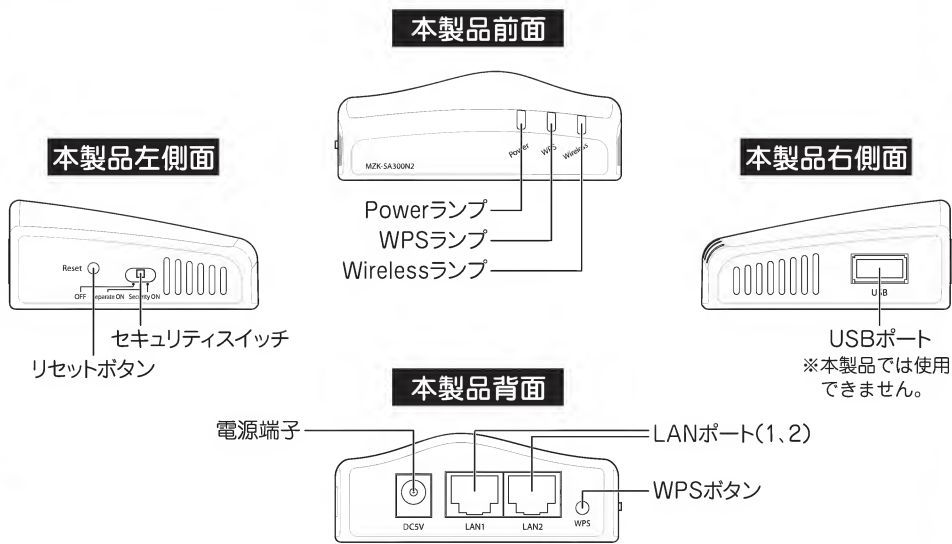 本製品前面
Power
WPS
Wireless
MZK-SA300N2
Powerランプ
WPSランプ
Wirelessランプ
本製品左側面
Reset
OFF
Separate ON
Security ON
セキュリティスイッチ
リセットボタン
本製品右側面
USB
USBポート
※本製品では使用
できません。
本製品背面
電源端子
LANポート(1、2)
WPSボタン
DC5V
LAN1
LAN2
WPS